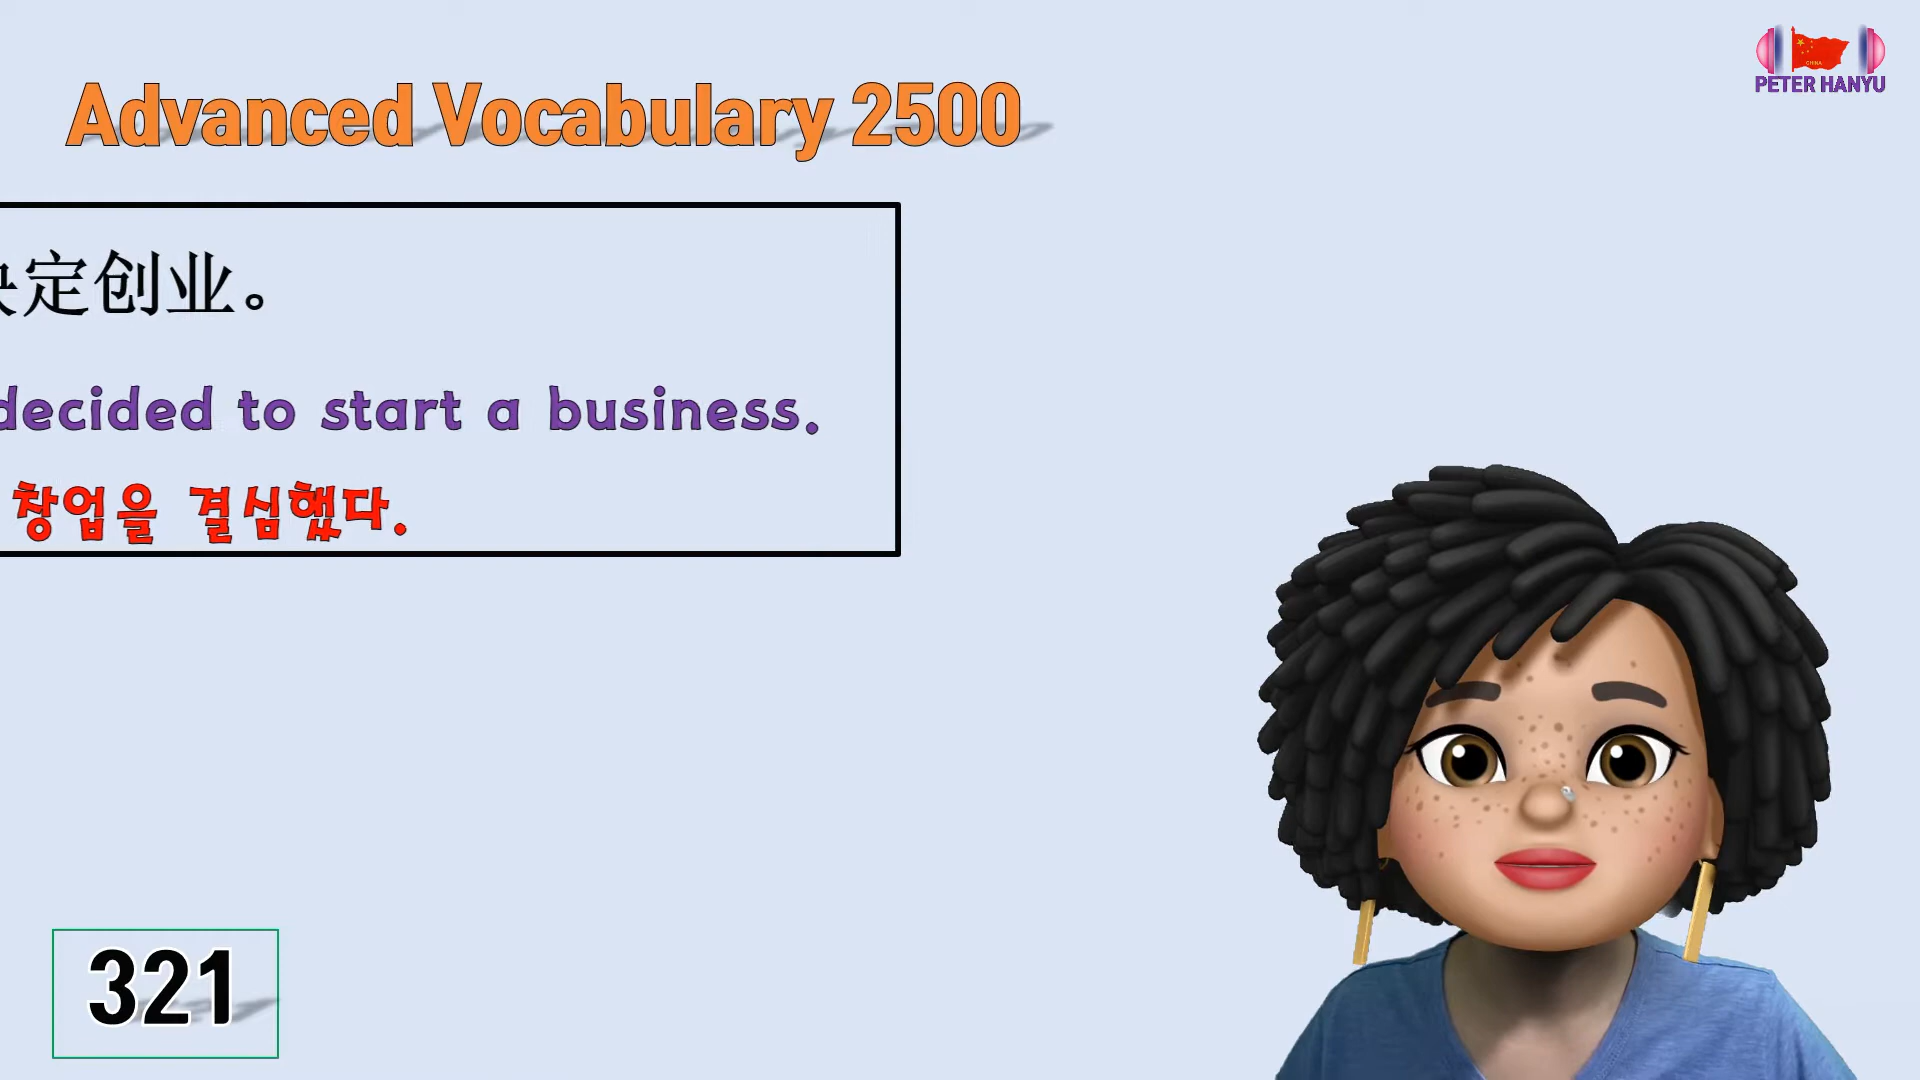 PETER HANYU
Advanced Vocabulary 2500
决定创业。
decided to start a business.
창업을 결심했다.
321